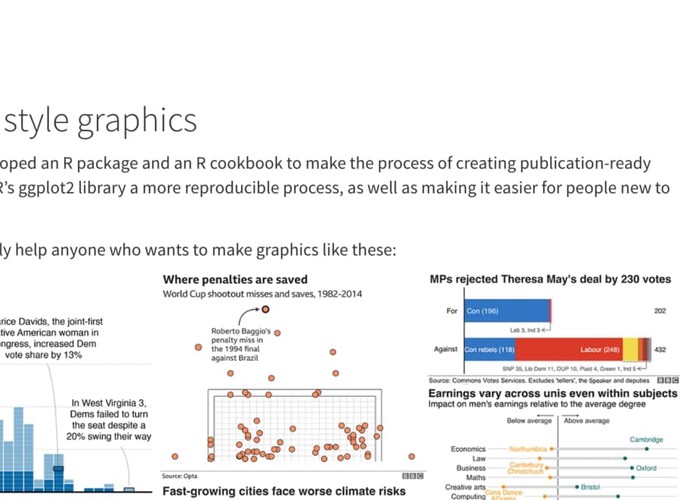 style graphics
oped an R package and an R cookbook to make the process of creating publication-ready
R's ggplot2 library a more reproducible process, as well as making it easier for people new to
ly help anyone who wants to make graphics like these:
rice Davids, the joint-first
tive American woman in
ongress, increased Dem
vote share by 13%
In West Virginia 3,
Dems failed to turn
the seat despite a
20% swing their way
Where penalties are saved
World Cup shootout misses and saves, 1982-2014
Roberto Baggio's
penalty miss in
the 1994 final
against Brazil
Source: Opta
BBC
Fast-growing cities face worse climate risks
MPs rejected Theresa May's deal by 230 votes
For
Con (196)
202
Lab 3, Ind 3
Against
Con rebels (118)
Labour (248)
432
SNP 35, Lib Dem 11, DUP 10, Plaid 4, Green 1, Ind 5
Source: Commons Votes Services. Excludes 'tellers', the Speaker and deputies
BBC
Earnings vary across unis even within subjects
Impact on men's earnings relative to the average degree
Below average
Above average
Cambridge
Economics
Northumbria
Law
Business
Canterbury
Christchurch
Oxford
Maths
Creative arts
Bristol
Computing